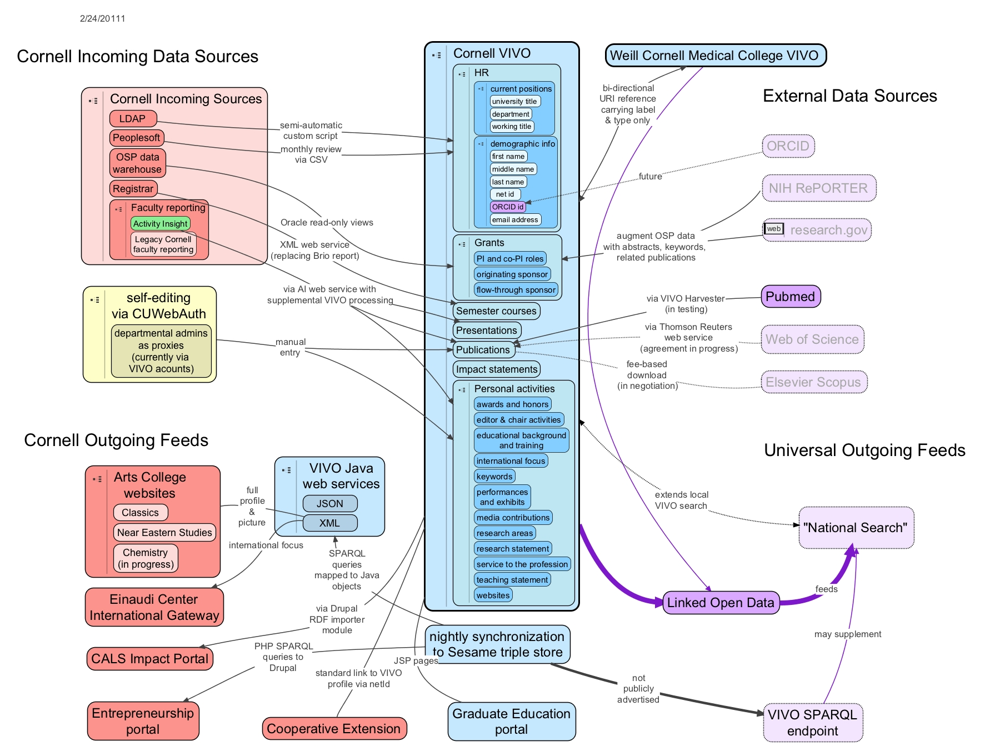 2/24/20111
Cornell Incoming Data Sources
Cornell Incoming Sources
LDAP
Peoplesoft
OSP data
warehouse
Registrar
Faculty reporting
Activity Insight
Legacy Cornell
faculty reporting
semi-automatic
custom script
monthly review
via CSV
Oracle read-only views
XML web service
(replacing Brio report)
via AI web service with
supplemental VIVO processing
self-editing
via CUWebAuth
departmental admins
as proxies
(currently via
VIVO acounts)
manual
entry
Cornell VIVO
HR
current positions
university title
department
working title
demographic info
first name
middle name
last name
net id
ORCID id
email address
Grants
PI and co-PI roles
originating sponsor
flow-through sponsor
Semester courses
Presentations
Publications
Impact statements
Personal activities
awards and honors
editor & chair activities
educational background
and training
international focus
keywords
performances
and exhibits
media contributions
research areas
research statement
service to the profession
teaching statement
websites
Weill Cornell Medical College VIVO
bi-directional
URI reference
carrying label
& type only
External Data Sources
ORCID
future
NIH RePORTER
web
research.gov
augment OSP data
with abstracts, keywords,
related publications
Pubmed
via VIVO Harvester
(in testing)
via Thomson Reuters
web service
(agreement in progress)
Web of Science
fee-based
download
(in negotiation)
Elsevier Scopus
Cornell Outgoing Feeds
Arts College
websites
Classics
Near Eastern Studies
Chemistry
(in progress)
full
profile
&
picture
VIVO Java
web services
JSON
XML
international focus
SPARQL
queries
mapped to Java
objects
Einaudi Center
International Gateway
via Drupal
RDF importer
module
CALS Impact Portal
PHP SPARQL
queries to
Drupal
nightly synchronization
to Sesame triple store
JSP pages
standard link to VIVO
profile via netId
Entrepreneurship
portal
Cooperative Extension
Graduate Education
portal
Universal Outgoing Feeds
extends local
VIVO search
"National Search"
Linked Open Data
feeds
may supplement
not
publicly
advertised
VIVO SPARQL
endpoint